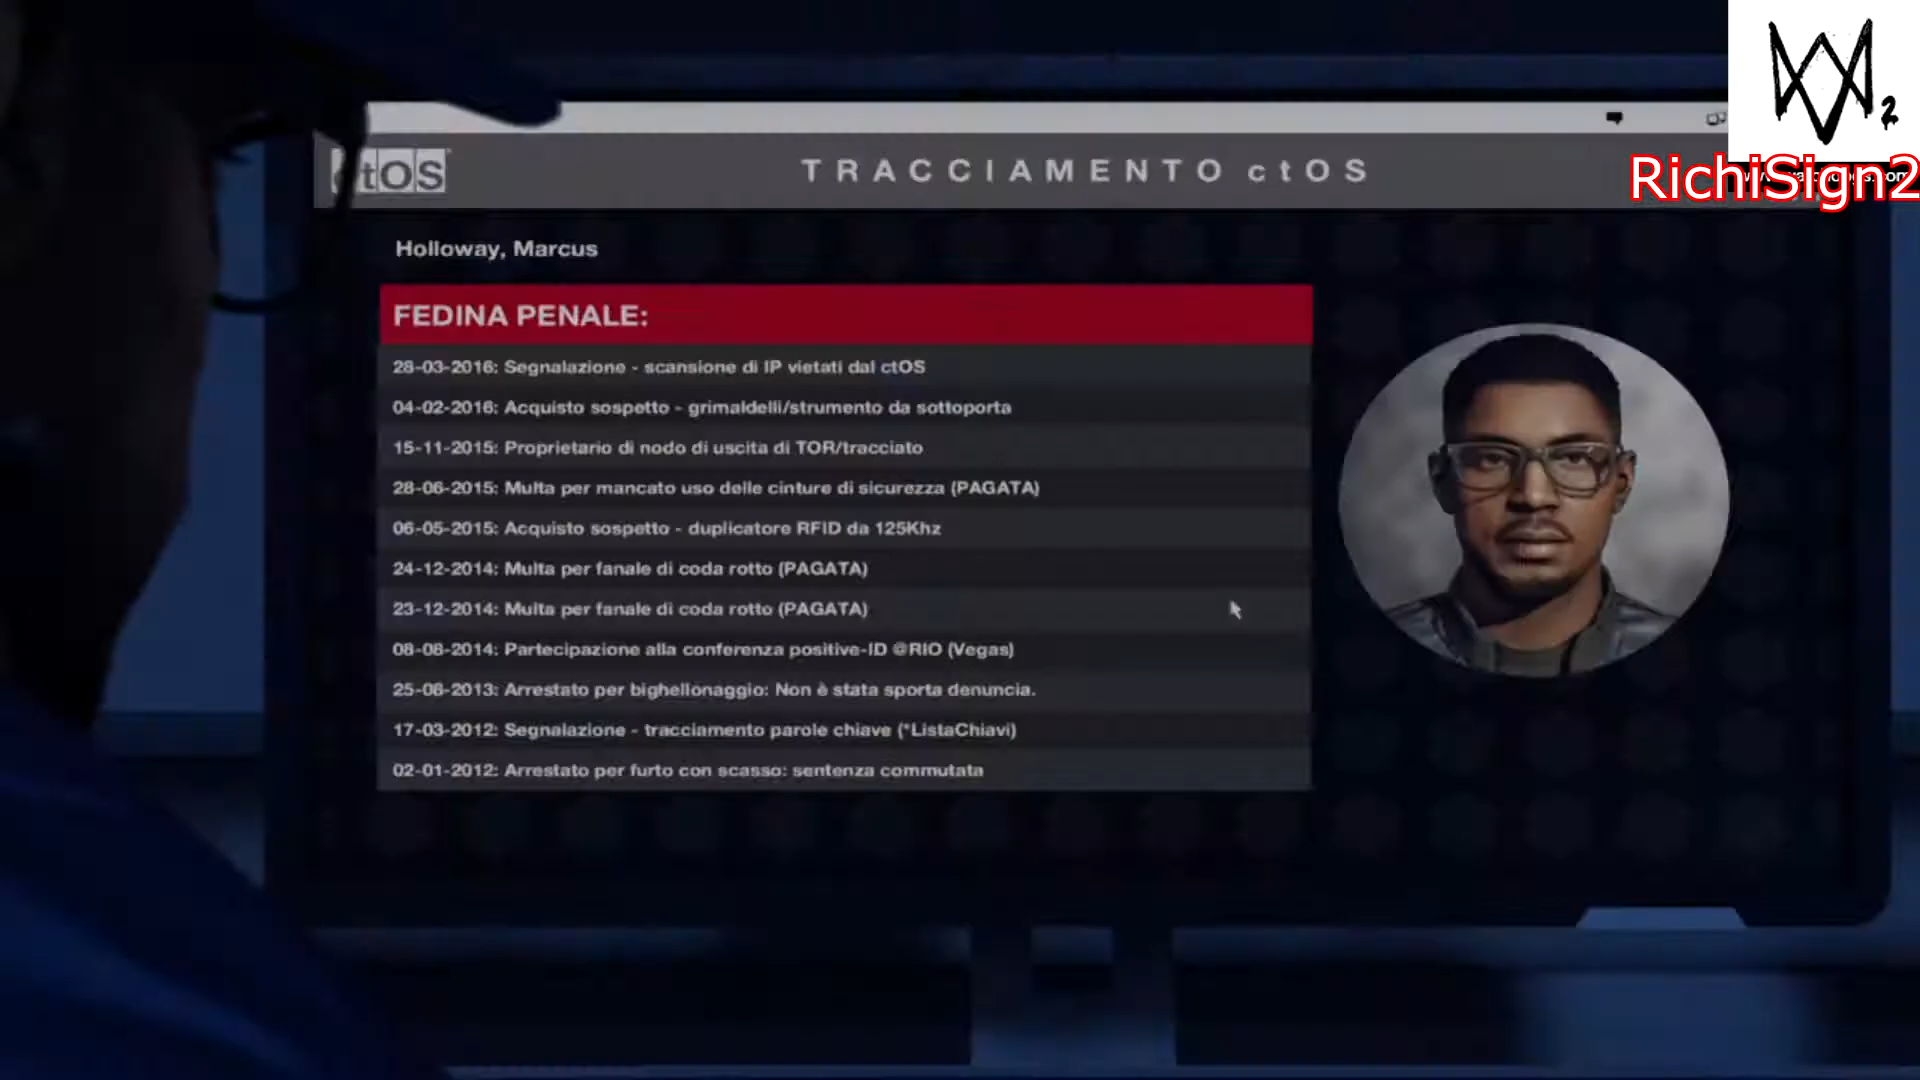 ctOS
TRACCIAMENTO ctOS
2
RichiSign2
Holloway, Marcus
FEDINA PENALE:
28-03-2016: Segnalazione - scansione di IP vietati dal ctOS
04-02-2016: Acquisto sospetto - grimaldelli/strumento da sottoporta
15-11-2015: Proprietario di nodo di uscita di TOR/tracciato
28-06-2015: Multa per mancato uso delle cinture di sicurezza (PAGATA)
06-05-2015: Acquisto sospetto - duplicatore RFID da 125Khz
24-12-2014: Multa per fanale di coda rotto (PAGATA)
23-12-2014: Multa per fanale di coda rotto (PAGATA)
08-08-2014: Partecipazione alla conferenza positive-ID @RIO (Vegas)
25-08-2013: Arrestato per bighellonaggio: Non è stata sporta denuncia.
17-03-2012: Segnalazione - tracciamento parole chiave (*ListaChiavi)
02-01-2012: Arrestato per furto con scasso: sentenza commutata